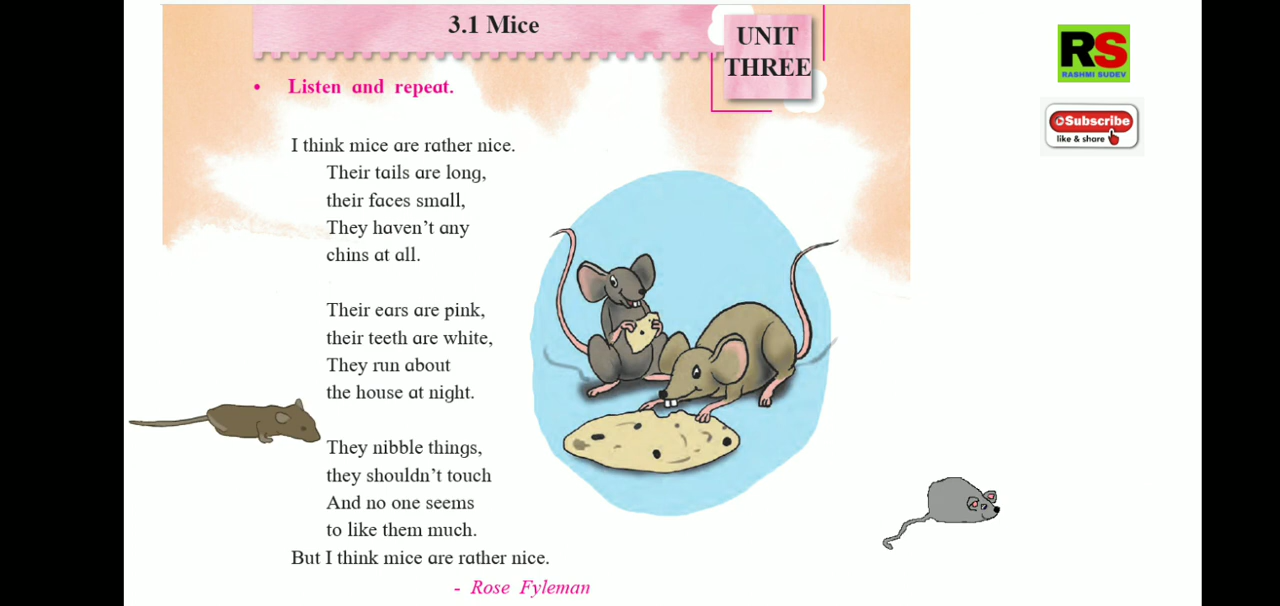 3.1 Mice
UNIT
THREE
RS
RASHMI SUDEV
Subscribe
like & share
• Listen and repeat.
I think mice are rather nice.
Their tails are long,
their faces small,
They haven't any
chins at all.
Their ears are pink,
their teeth are white,
They run about
the house at night.
They nibble things,
they shouldn't touch
And no one seems
to like them much.
But I think mice are rather nice.
- Rose Fyleman